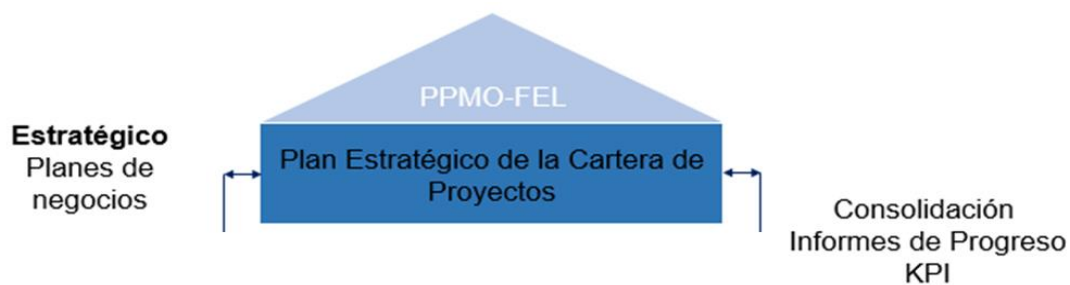 PPMO-FEL
Estratégico
Planes de
negocios
Plan Estratégico de la Cartera de
Proyectos
Consolidación
Informes de Progreso
KPI